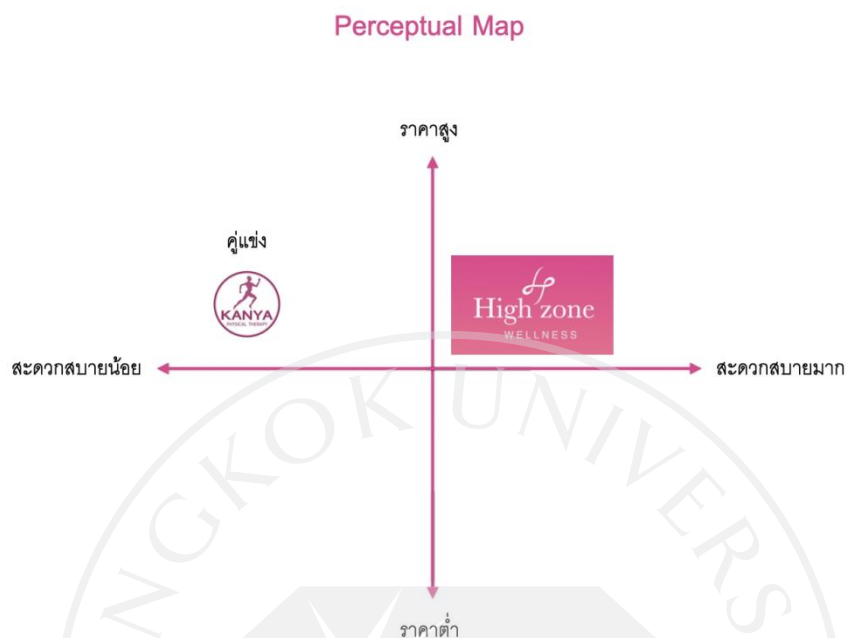 Perceptual Map
ราคาสูง
คู่แข่ง
KANYA
PHYSICAL THERAPY
High zone
WELLNESS
สะดวกสบายน้อย
สะดวกสบายมาก
NGKOK UNIVERS
ราคาต่ำ